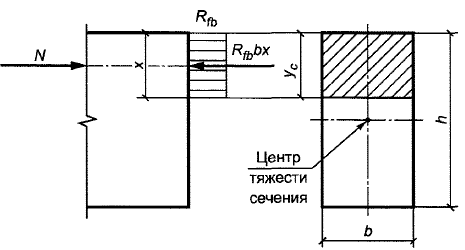 R_fb
N
x
R_fb bx
y_c
h
Центр
тяжести
сечения
b